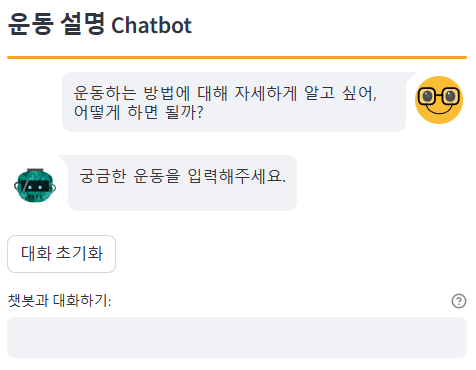 운동 설명 Chatbot
운동하는 방법에 대해 자세하게 알고 싶어,
어떻게 하면 될까?
궁금한 운동을 입력해주세요.
대화 초기화
챗봇과 대화하기:
?